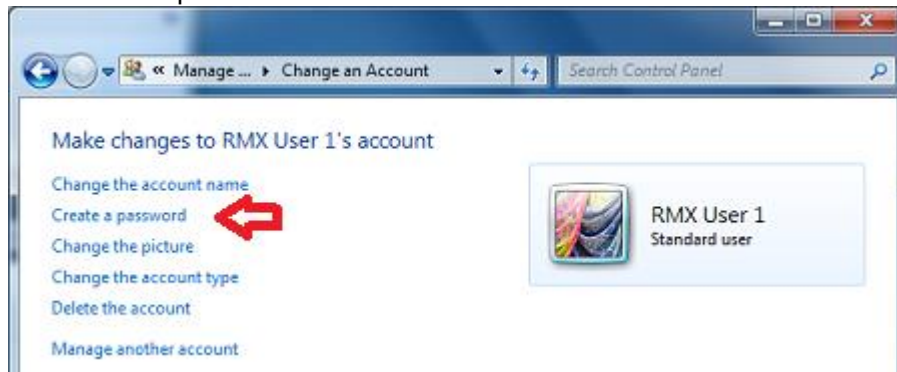 « Manage ... ▸ Change an Account
Search Control Panel
Make changes to RMX User 1's account
Change the account name
Create a password
Change the picture
Change the account type
Delete the account
Manage another account
RMX User 1
Standard user